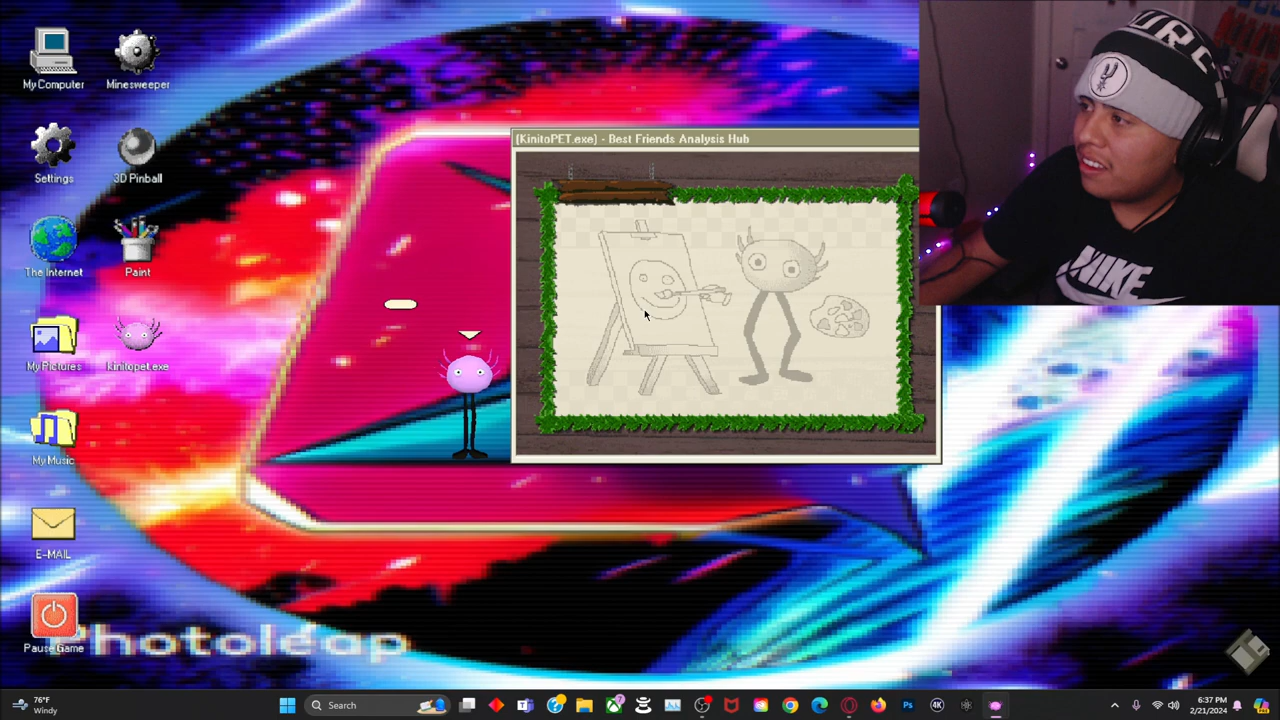 My Computer
Minesweeper
[KinitoPET.exe] - Best Friends Analysis Hub
Settings
3D Pinball
The Internet
Paint
My Pictures
Kinitopet.exe
My Music
E-MAIL
Pause Game
Photoleap
NIKE
76°F
Windy
Search
6:37 PM
2/21/2024